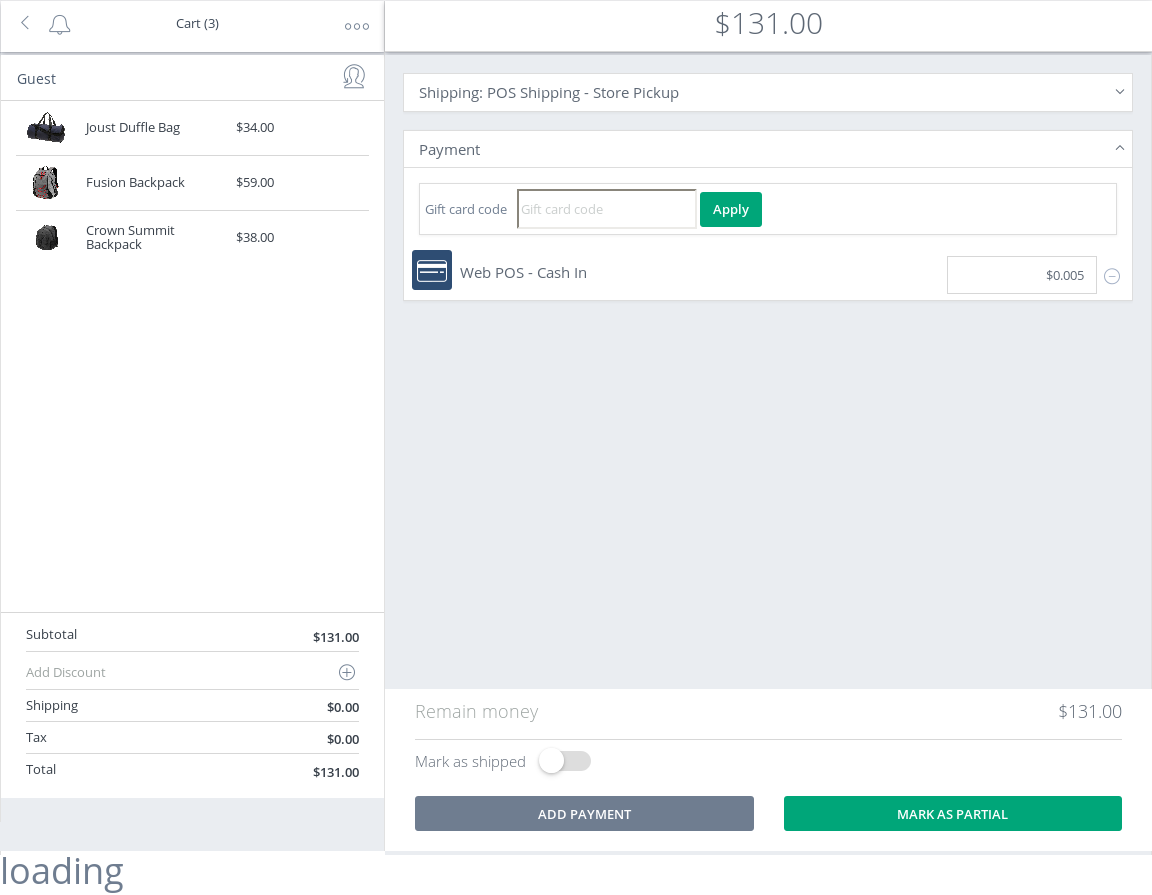 Cart (3)
$131.00
Guest
Joust Duffle Bag $34.00
Fusion Backpack $59.00
Crown Summit
Backpack
$38.00
Shipping: POS Shipping - Store Pickup
Payment
Gift card code Gift card code Apply
Web POS - Cash In $0.005
Subtotal $131.00
Add Discount
Shipping $0.00
Tax $0.00
Total $131.00
Remain money $131.00
Mark as shipped
ADD PAYMENT MARK AS PARTIAL
loading